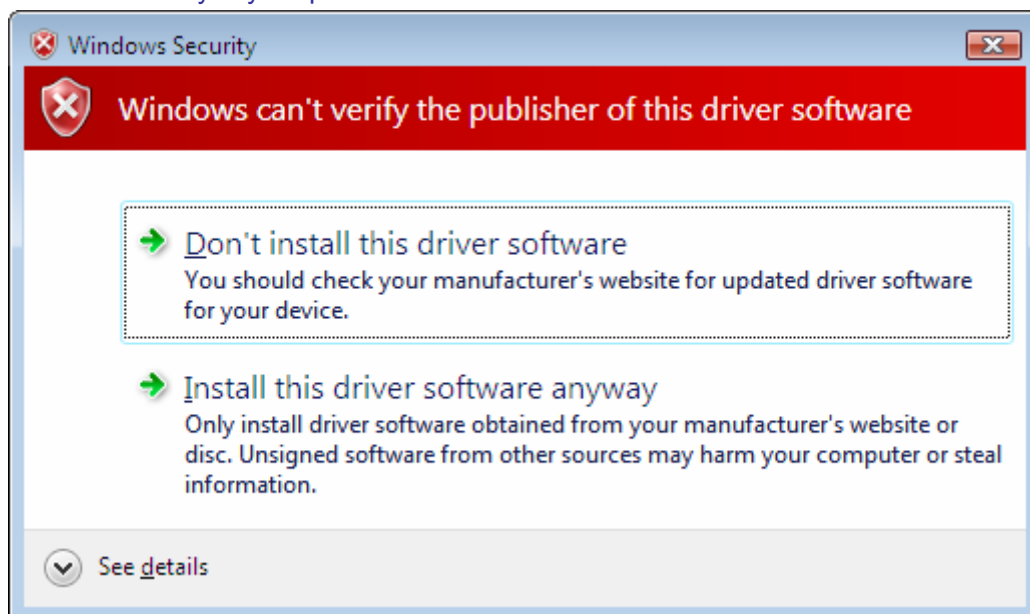 Windows Security
Windows can't verify the publisher of this driver software
Don't install this driver software
You should check your manufacturer's website for updated driver software
for your device.
Install this driver software anyway
Only install driver software obtained from your manufacturer's website or
disc. Unsigned software from other sources may harm your computer or steal
information.
See details